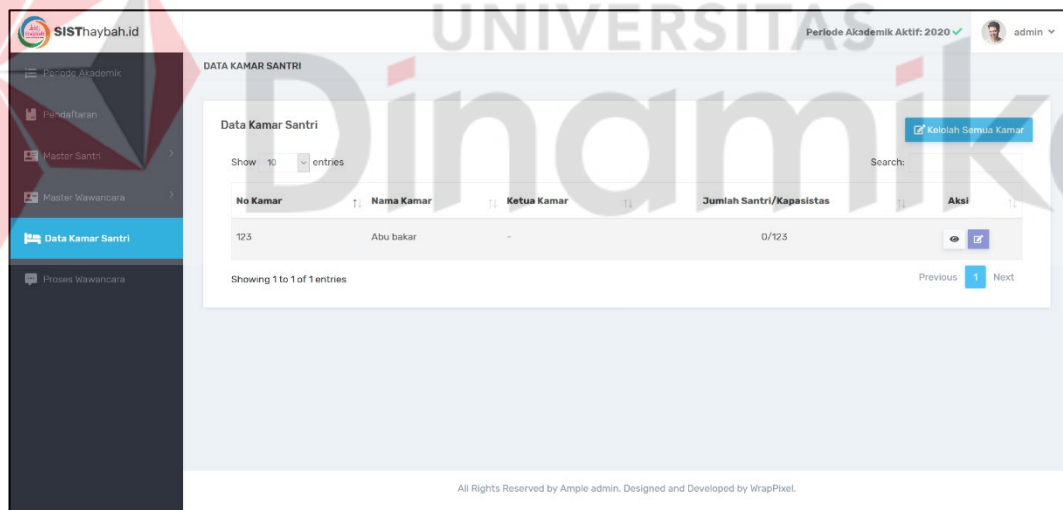 UNIVERSITAS
Dinamika
SISThaybah.id
Periode Akademik Aktif: 2020
admin
Periode Akademik
Pendaftaran
Master Santri
Master Wawancara
Data Kamar Santri
Proses Wawancara
DATA KAMAR SANTRI
Data Kamar Santri
Kelolah Semua Kamar
Show 10 entries
Search:
No Kamar Nama Kamar Ketua Kamar Jumlah Santri/Kapasistas Aksi
123 Abu bakar - 0/123
Showing 1 to 1 of 1 entries
Previous 1 Next
All Rights Reserved by Ample admin. Designed and Developed by WrapPixel.